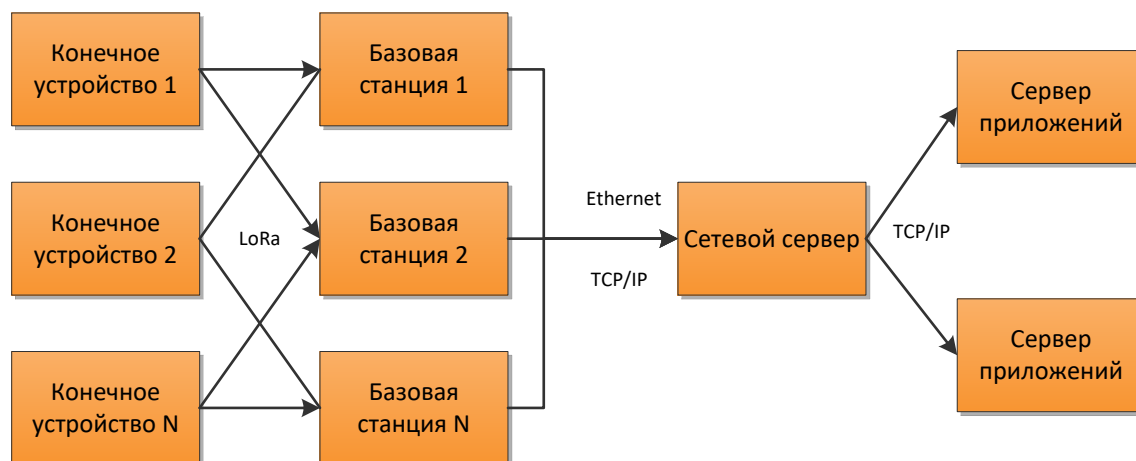 Конечное
устройство 1
Базовая
станция 1
Сервер
приложений
Конечное
устройство 2
LoRa
Базовая
станция 2
Ethernet
TCP/IP
Сетевой сервер
TCP/IP
Конечное
устройство N
Базовая
станция N
Сервер
приложений